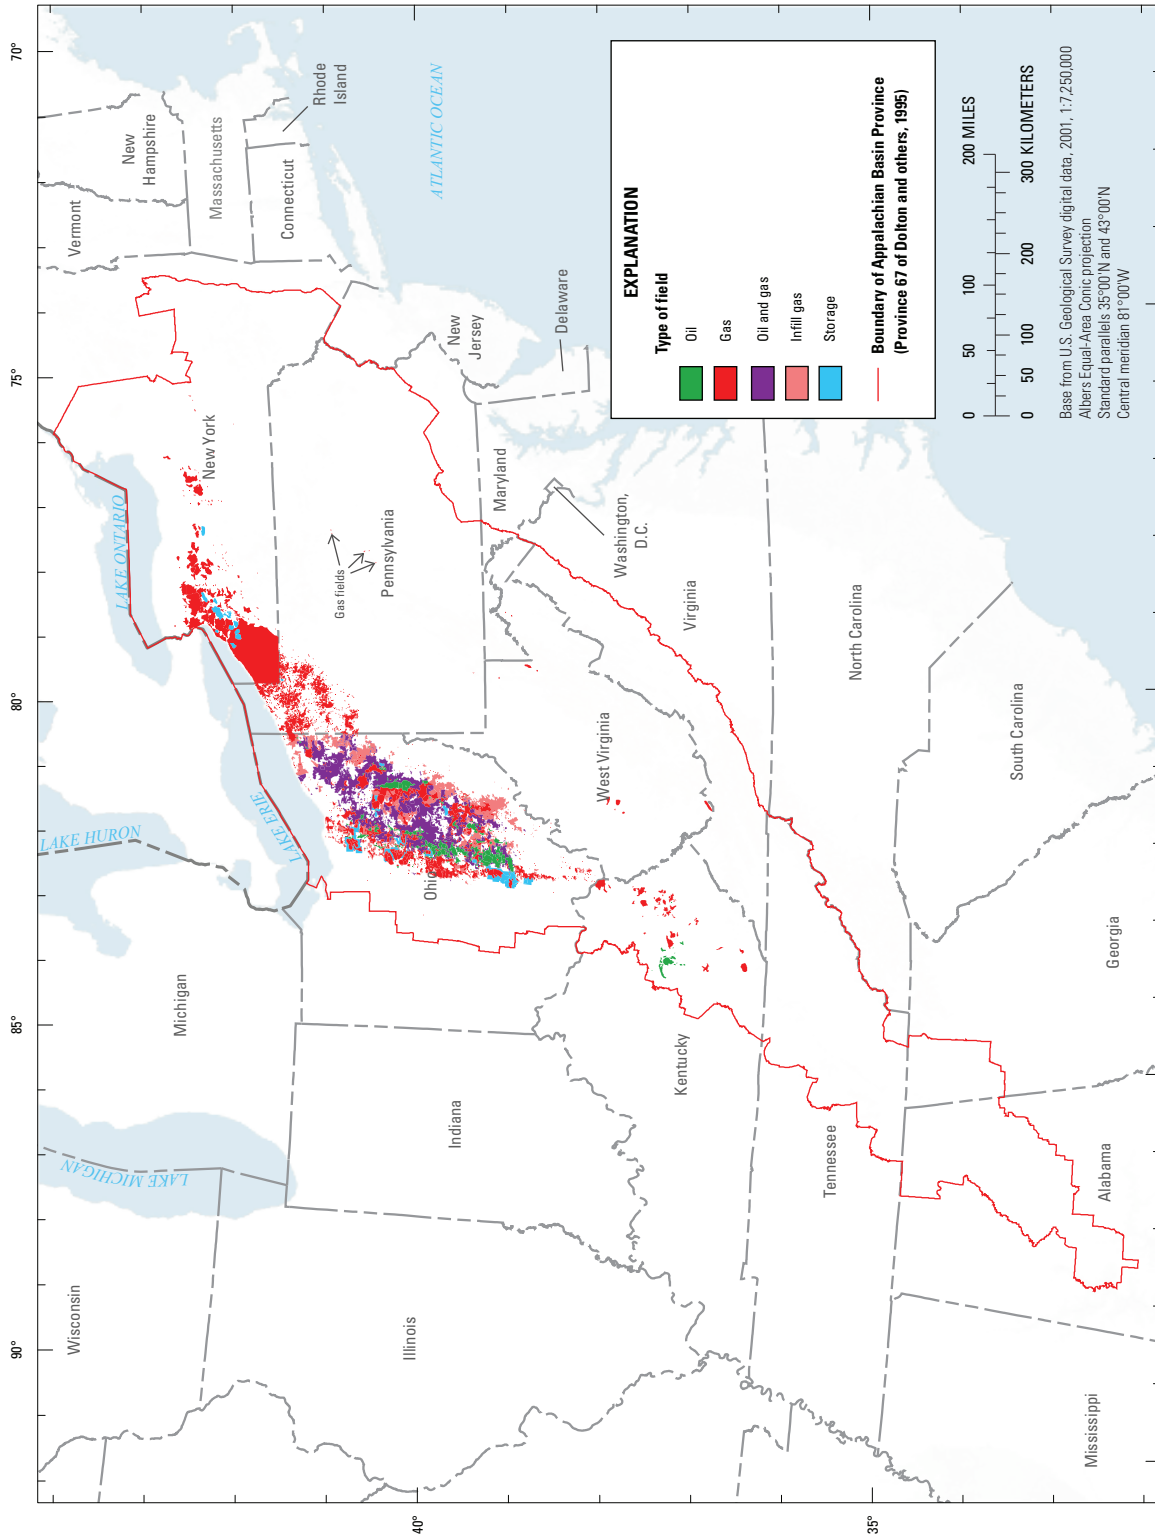 70°
75°
80°
85°
90°
40°
35°
Wisconsin
LAKE MICHIGAN
Michigan
LAKE HURON
LAKE ERIE
LAKE ONTARIO
Vermont
New
Hampshire
Massachusetts
Connecticut
Rhode
Island
New York
ATLANTIC OCEAN
Illinois
Indiana
Ohio
Gas fields
Pennsylvania
New
Jersey
Delaware
Maryland
Washington,
D.C.
West Virginia
Virginia
Kentucky
Tennessee
North Carolina
South Carolina
Mississippi
Alabama
Georgia
EXPLANATION
Type of field
Oil
Gas
Oil and gas
Infill gas
Storage
Boundary of Appalachian Basin Province
(Province 67 of Dolton and others, 1995)
0 50 100 200 MILES
0 50 100 200 300 KILOMETERS
Base from U.S. Geological Survey digital data, 2001, 1:7,250,000
Albers Equal-Area Conic projection
Standard parallels 35°00'N and 43°00'N
Central meridian 81°00'W